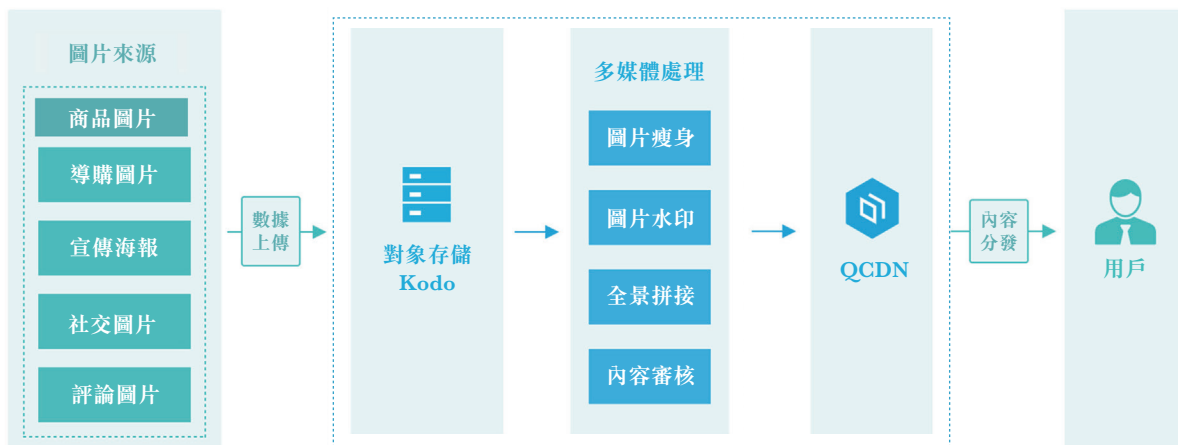 圖片來源
商品圖片
導購圖片
宣傳海報
社交圖片
評論圖片
數據
上傳
對象存儲
Kodo
多媒體處理
圖片瘦身
圖片水印
全景拼接
內容審核
QCDN
內容
分發
用戶